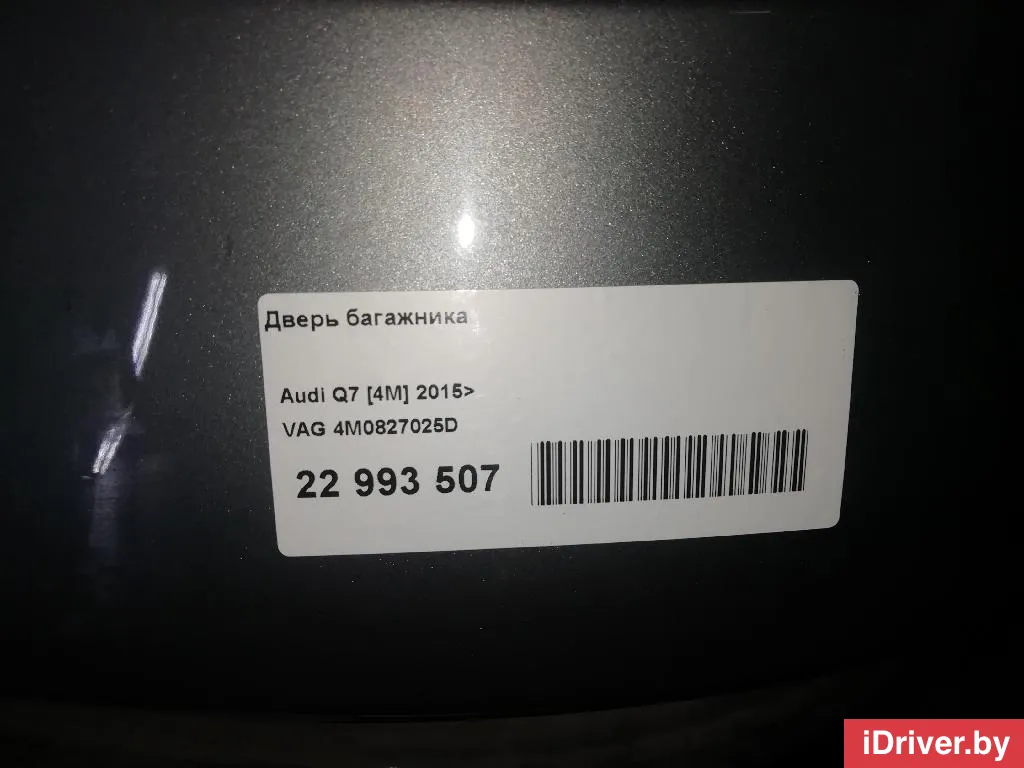 Дверь багажника
Audi Q7 [4M] 2015>
VAG 4M0827025D
22 993 507
iDriver.by